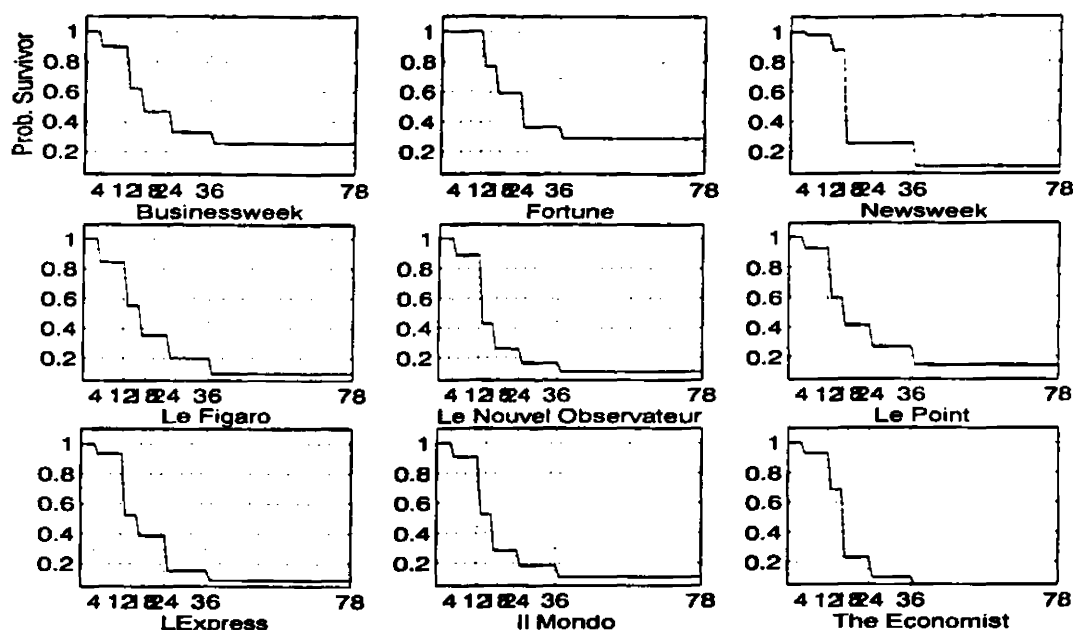 Prob. Survivor
1
0.8
0.6
0.4
0.2
4 12 18 24 36 78
Businessweek
1
0.8
0.6
0.4
0.2
4 12 18 24 36 78
Fortune
1
0.8
0.6
0.4
0.2
4 12 18 24 36 78
Newsweek
1
0.8
0.6
0.4
0.2
4 12 18 24 36 78
Le Figaro
1
0.8
0.6
0.4
0.2
4 12 18 24 36 78
Le Nouvel Observateur
1
0.8
0.6
0.4
0.2
4 12 18 24 36 78
Le Point
1
0.8
0.6
0.4
0.2
4 12 18 24 36 78
LExpress
1
0.8
0.6
0.4
0.2
4 12 18 24 36 78
Il Mondo
1
0.8
0.6
0.4
0.2
4 12 18 24 36 78
The Economist